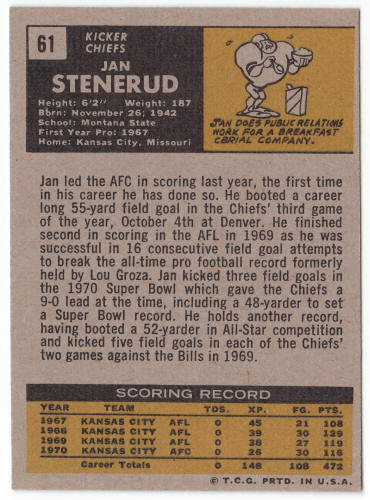 61
KICKER
CHIEFS
JAN
STENERUD
Height: 6'2" Weight: 187
Born: November 26, 1942
School: Montana State
First Year Pro: 1967
Home: Kansas City, Missouri
JAN DOES PUBLIC RELATIONS
WORK FOR A BREAKFAST
CEREAL COMPANY.
Jan led the AFC in scoring last year, the first time
in his career he has done so. He booted a career
long 55-yard field goal in the Chiefs' third game
of the year, October 4th at Denver. He finished
second in scoring in the AFL in 1969 as he was
successful in 16 consecutive field goal attempts
to break the all-time pro football record formerly
held by Lou Groza. Jan kicked three field goals in
the 1970 Super Bowl which gave the Chiefs a
9-0 lead at the time, including a 48-yarder to set
a Super Bowl record. He holds another record,
having booted a 52-yarder in All-Star competition
and kicked five field goals in each of the Chiefs'
two games against the Bills in 1969.
SCORING RECORD
YEAR TEAM TDS. XP. FG. PTS.
1967 KANSAS CITY AFL 0 45 21 108
1968 KANSAS CITY AFL 0 39 30 129
1969 KANSAS CITY AFL 0 38 27 119
1970 KANSAS CITY AFC 0 26 30 116
Career Totals 0 148 108 472
© T.C.G. PRTD. IN U.S.A.